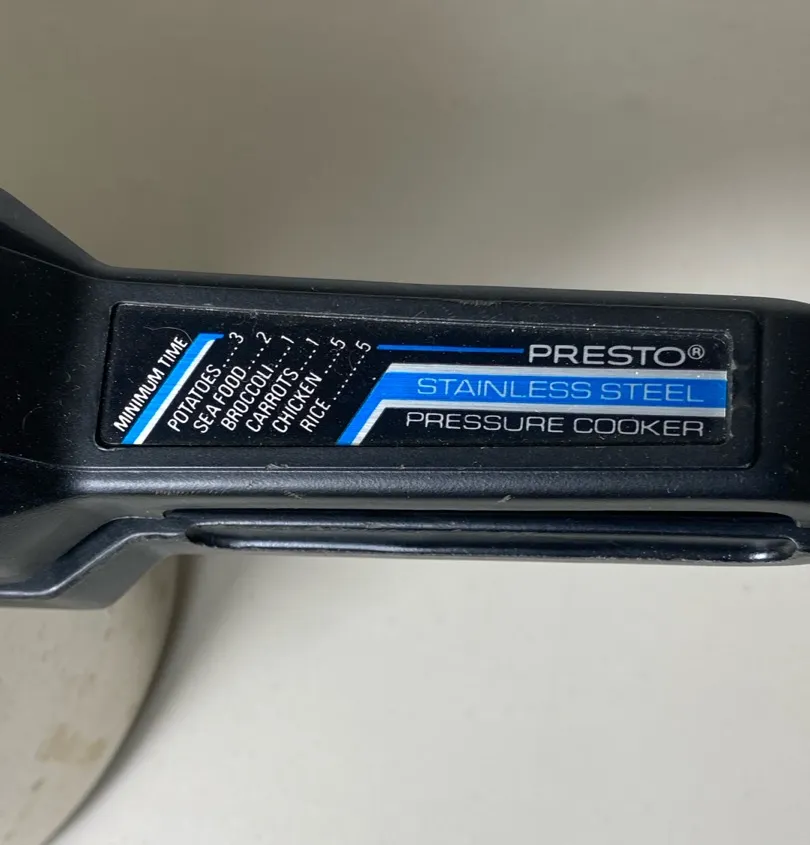 MINIMUM TIME
POTATOES...3
SEA FOOD...2
BROCCOLI...1
CARROTS...1
CHICKEN...5
RICE.......5
PRESTO®
STAINLESS STEEL
PRESSURE COOKER